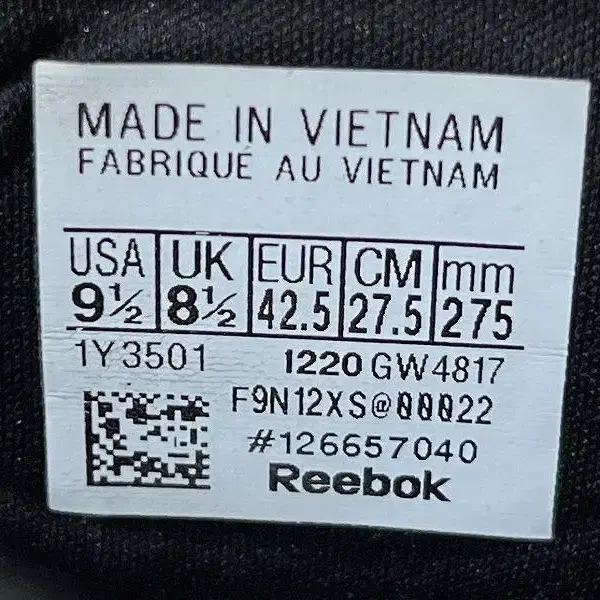 MADE IN VIETNAM
FABRIQUÉ AU VIETNAM
USA UK EUR CM mm
9½ 8½ 42.5 27.5 275
1Y3501 1220 GW4817
F9N12XS@00022
#126657040
Reebok